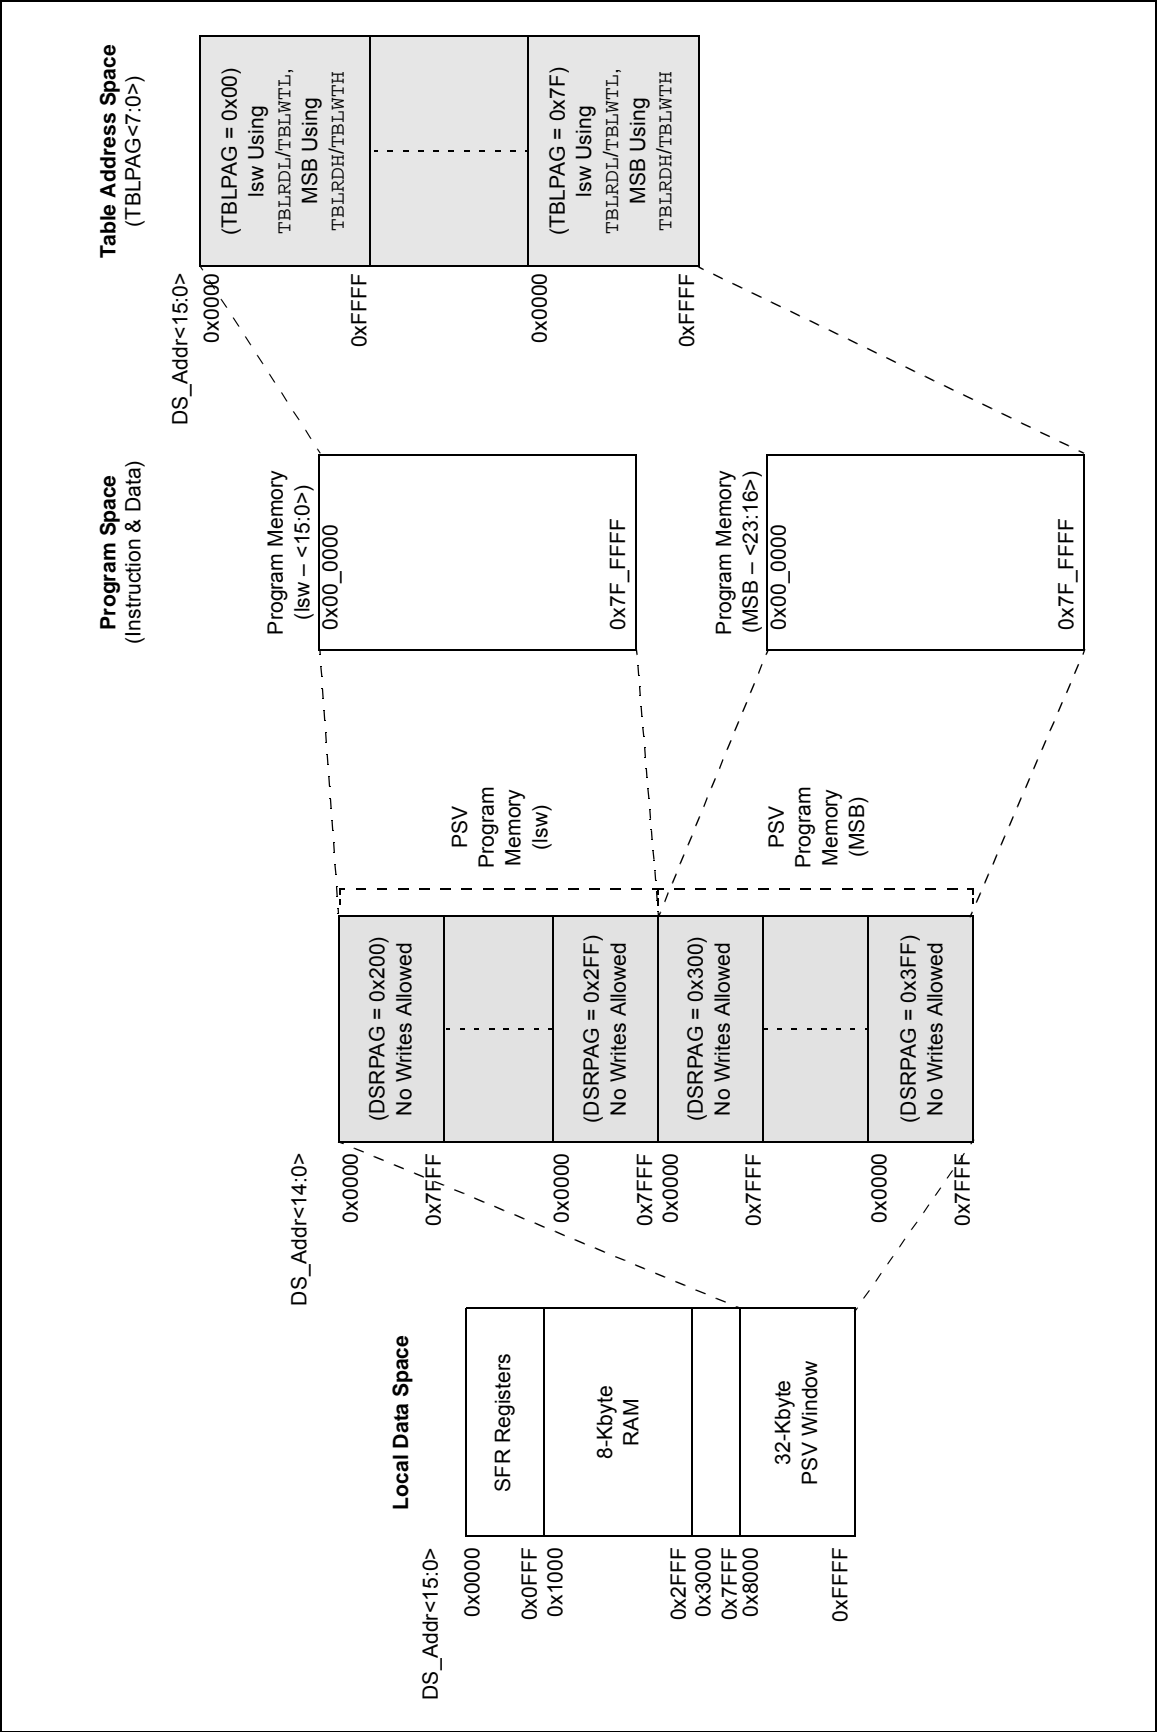 Local Data Space
DS_Addr<15:0>
0x0000
SFR Registers
0x0FFF
0x1000
8-Kbyte
RAM
0x2FFF
0x3000
0x7FFF
0x8000
32-Kbyte
PSV Window
0xFFFF
DS_Addr<14:0>
0x0000
(DSRPAG = 0x200)
No Writes Allowed
0x7FFF
0x0000
(DSRPAG = 0x2FF)
No Writes Allowed
0x7FFF
0x0000
(DSRPAG = 0x300)
No Writes Allowed
0x7FFF
0x0000
(DSRPAG = 0x3FF)
No Writes Allowed
0x7FFF
PSV
Program
Memory
(lsw)
PSV
Program
Memory
(MSB)
Program Space
(Instruction & Data)
Program Memory
(lsw – <15:0>)
0x00_0000
0x7F_FFFF
Program Memory
(MSB – <23:16>)
0x00_0000
0x7F_FFFF
Table Address Space
(TBLPAG<7:0>)
DS_Addr<15:0>
0x0000
(TBLPAG = 0x00)
lsw Using
TBLRDL/TBLWTL,
MSB Using
TBLRDH/TBLWTH
0xFFFF
0x0000
(TBLPAG = 0x7F)
lsw Using
TBLRDL/TBLWTL,
MSB Using
TBLRDH/TBLWTH
0xFFFF